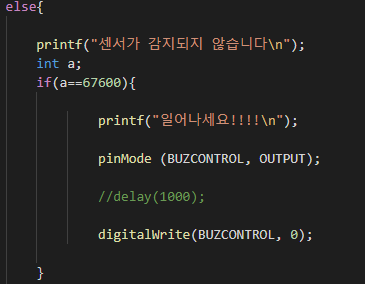 else{
printf("센서가 감지되지 않습니다\n");
int a;
if(a==67600){
printf("일어나세요!!!!\n");
pinMode (BUZCONTROL, OUTPUT);
//delay(1000);
digitalWrite(BUZCONTROL, 0);
}